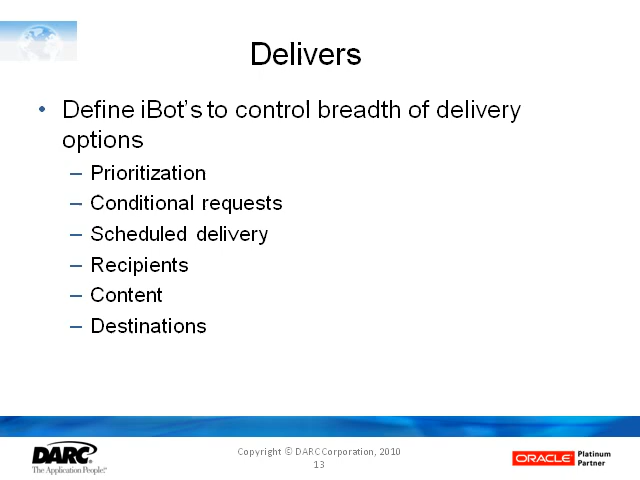 Delivers
• Define iBot's to control breadth of delivery
options
– Prioritization
– Conditional requests
– Scheduled delivery
– Recipients
– Content
– Destinations
DARC
The Application People!
Copyright © DARC Corporation, 2010
13
ORACLE Platinum
Partner